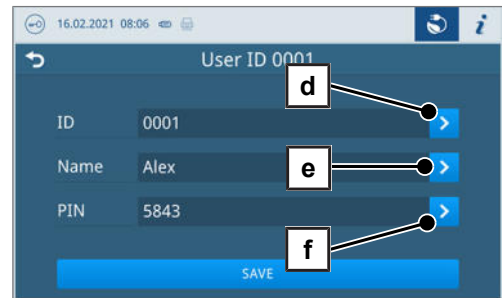 16.02.2021 08:06
i
User ID 0001
d
ID 0001 >
Name Alex e >
PIN 5843 >
f
SAVE